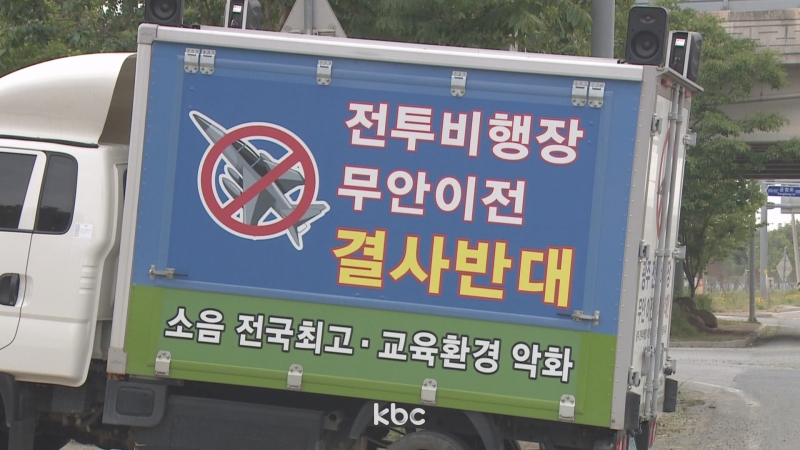 전투비행장
무안이전
결사반대
소음 전국최고·교육환경 악화
kbc